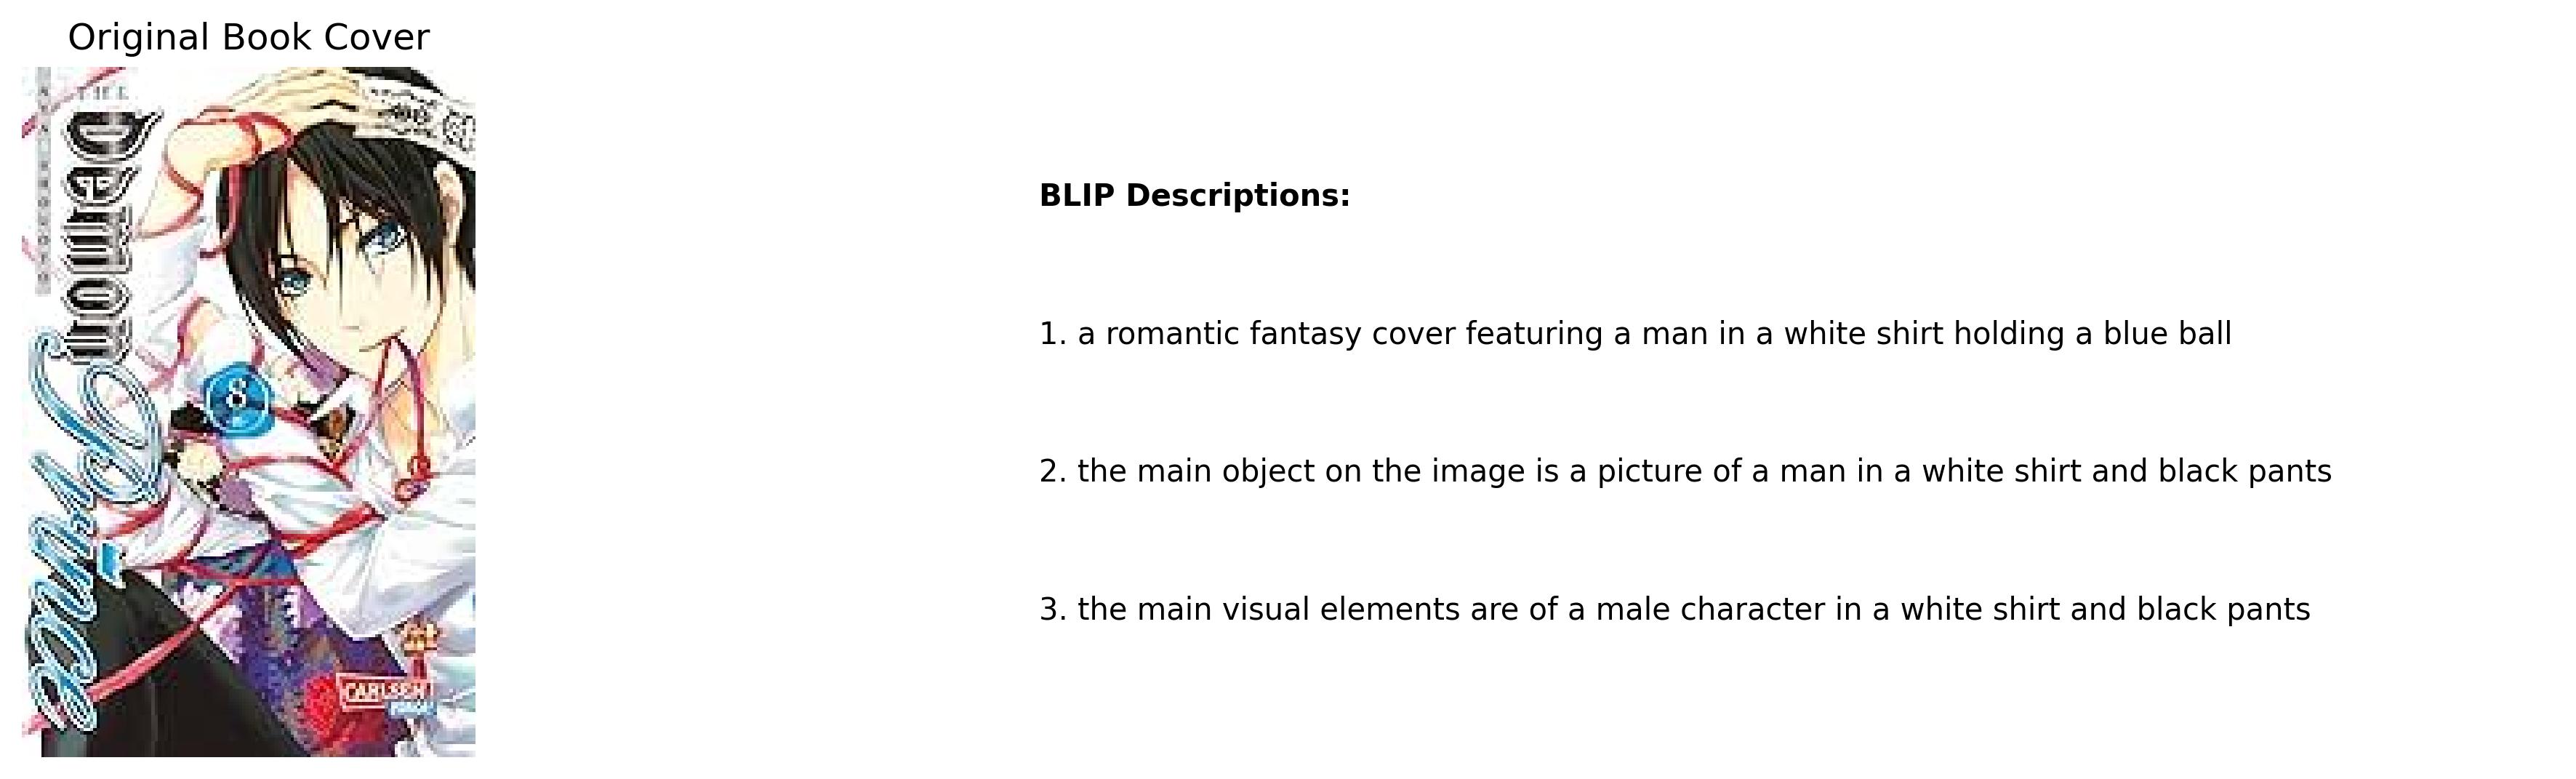 Original Book Cover
THE
Demon
Prince
8
CARLSEN
BLIP Descriptions:
1. a romantic fantasy cover featuring a man in a white shirt holding a blue ball
2. the main object on the image is a picture of a man in a white shirt and black pants
3. the main visual elements are of a male character in a white shirt and black pants